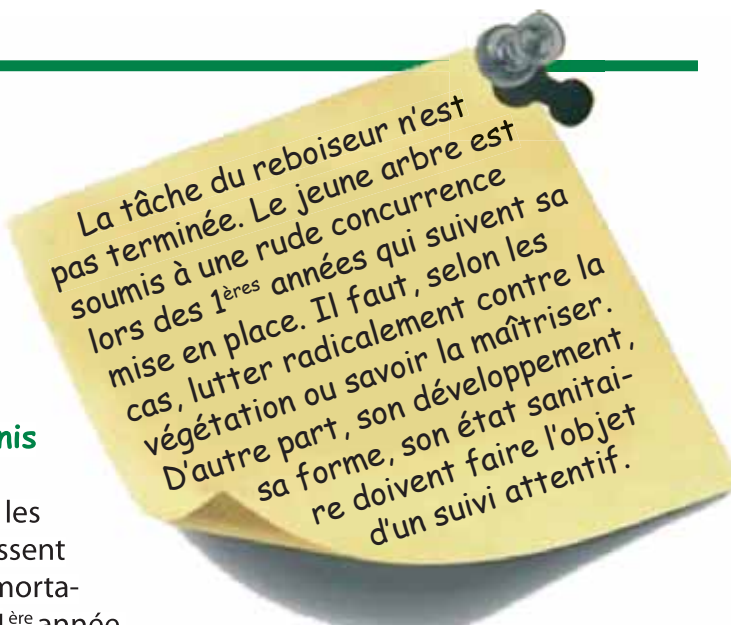 La tâche du reboiseur n'est
pas terminée. Le jeune arbre est
soumis à une rude concurrence
lors des 1ères années qui suivent sa
mise en place. Il faut, selon les
cas, lutter radicalement contre la
végétation ou savoir la maîtriser.
D'autre part, son développement,
sa forme, son état sanitai-
re doivent faire l'objet
d'un suivi attentif.
nis
les
ssent
morta-
1ère année